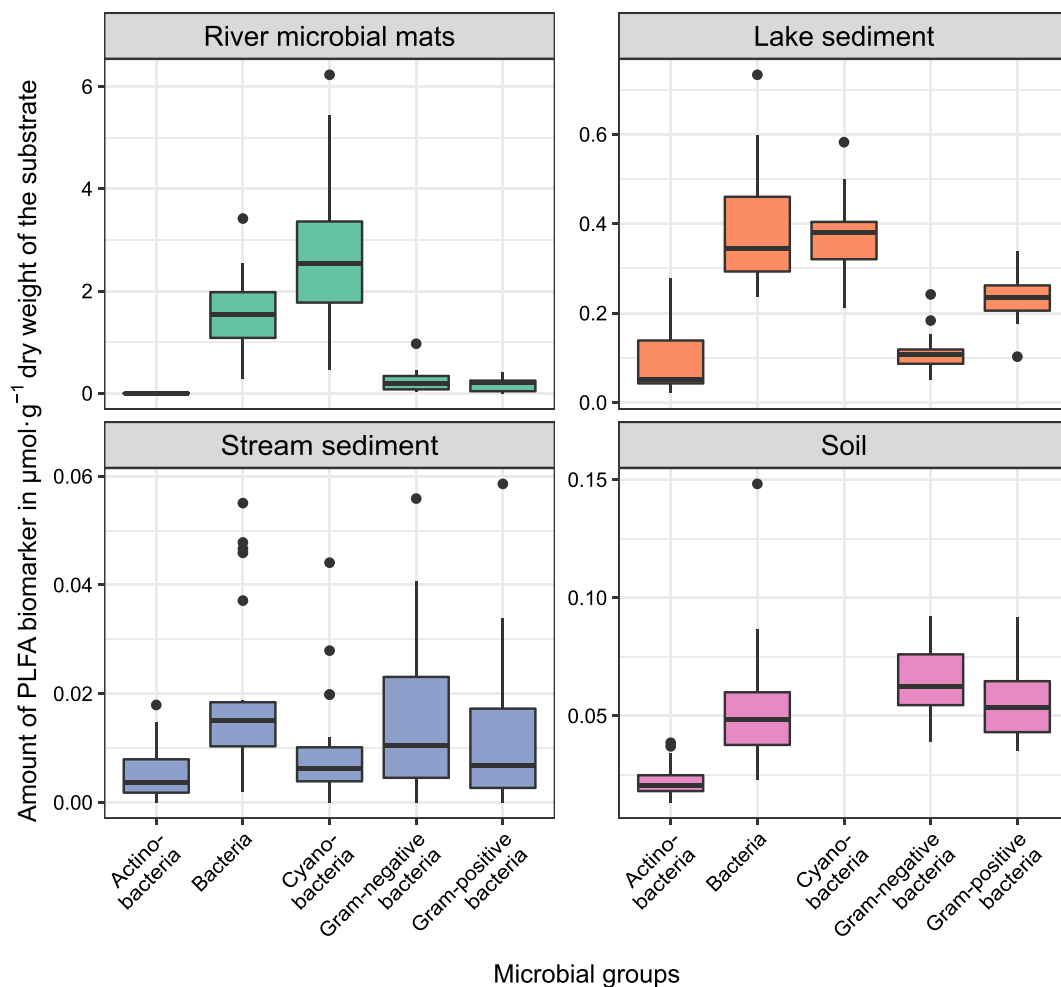 River microbial mats
Lake sediment
Amount of PLFA biomarker in μmol·g⁻¹ dry weight of the substrate
6
4
2
0
0.6
0.4
0.2
0.0
Stream sediment
Soil
0.06
0.04
0.02
0.00
0.15
0.10
0.05
Actino-
bacteria
Bacteria
Cyano-
bacteria
Gram-negative
bacteria
Gram-positive
bacteria
Actino-
bacteria
Bacteria
Cyano-
bacteria
Gram-negative
bacteria
Gram-positive
bacteria
Microbial groups